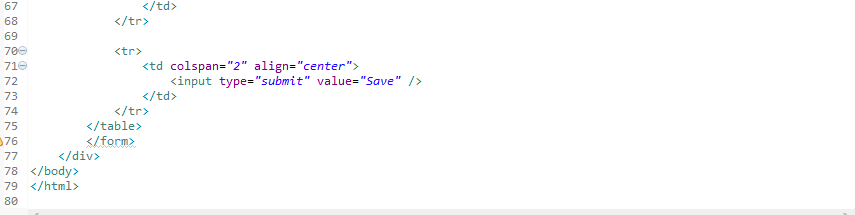 67                 </td>
68             </tr>
69
70             <tr>
71                 <td colspan="2" align="center">
72                     <input type="submit" value="Save" />
73                 </td>
74             </tr>
75         </table>
76         </form>
77     </div>
78 </body>
79 </html>
80